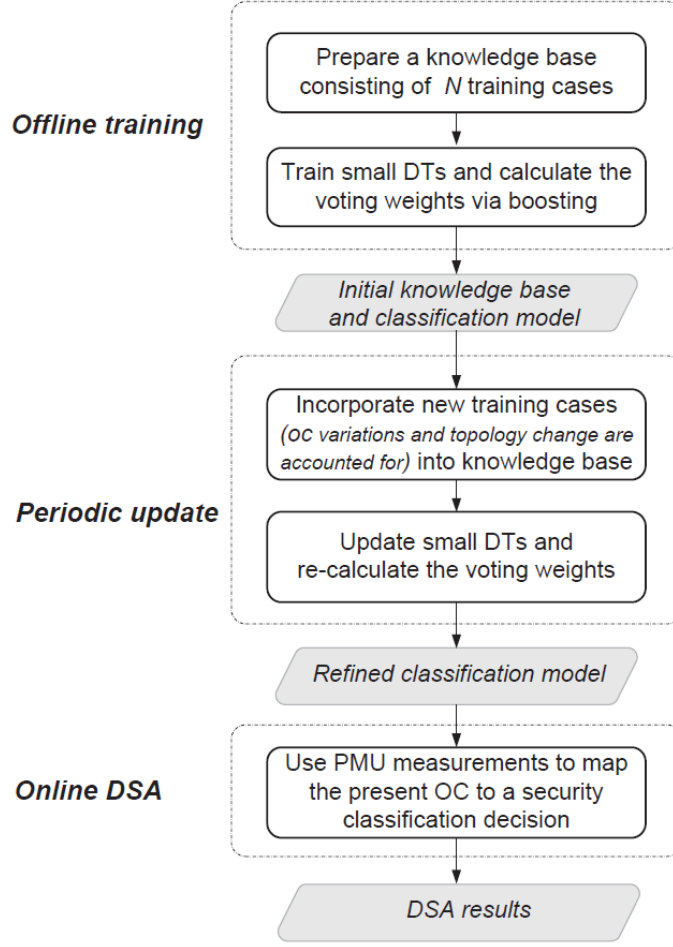 Prepare a knowledge base
consisting of N training cases
Offline training
Train small DTs and calculate the
voting weights via boosting
Initial knowledge base
and classification model
Incorporate new training cases
(OC variations and topology change are
accounted for) into knowledge base
Periodic update
Update small DTs and
re-calculate the voting weights
Refined classification model
Use PMU measurements to map
the present OC to a security
classification decision
Online DSA
DSA results